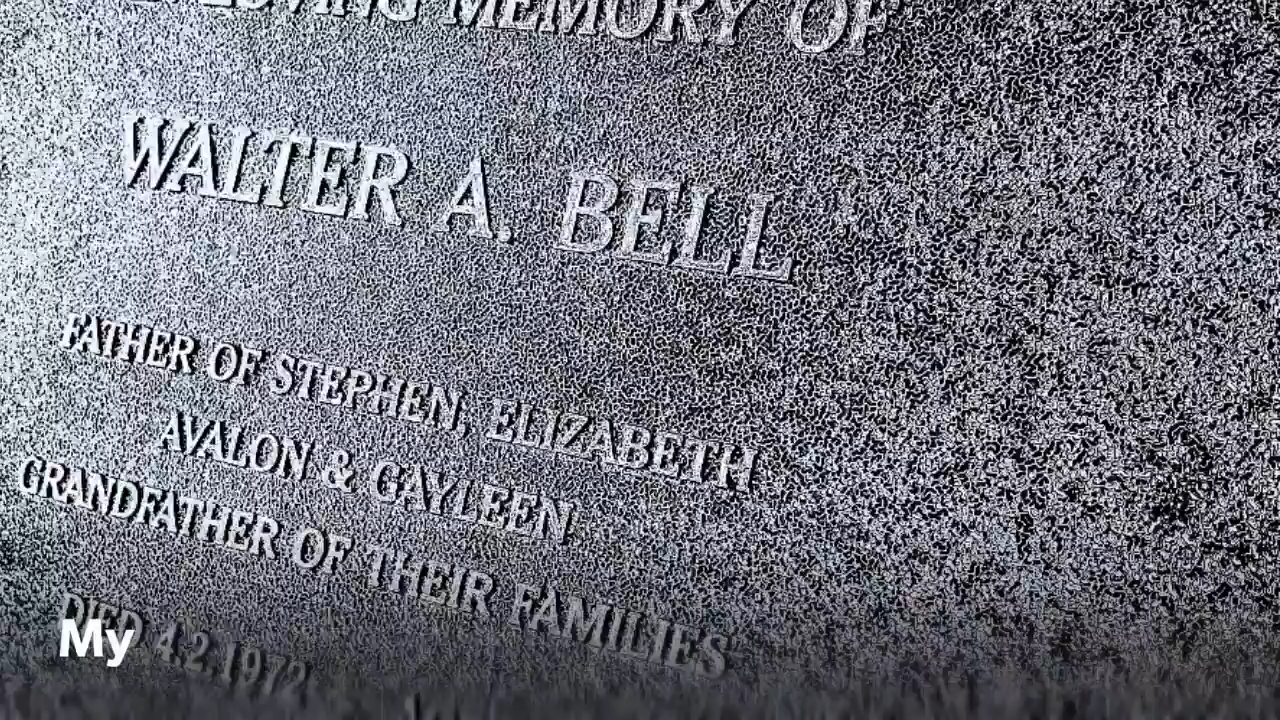 LOVING MEMORY OF
WALTER A. BELL
FATHER OF STEPHEN, ELIZABETH
AVALON & GAYLEEN
GRANDFATHER OF THEIR FAMILIES
DIED 4.2.1972
My